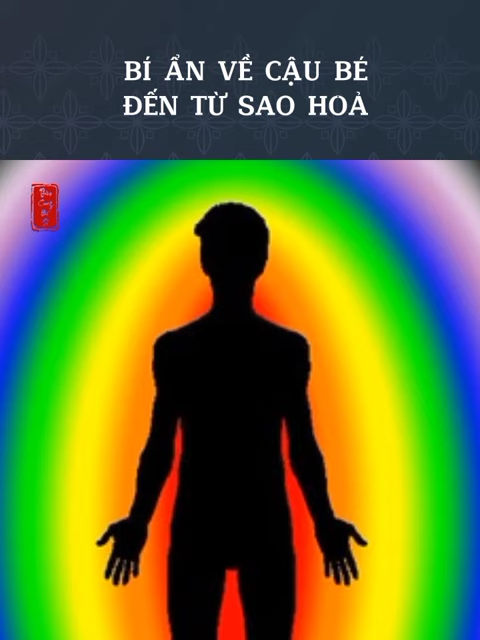 BÍ ẨN VỀ CẬU BÉ
ĐẾN TỪ SAO HOẢ